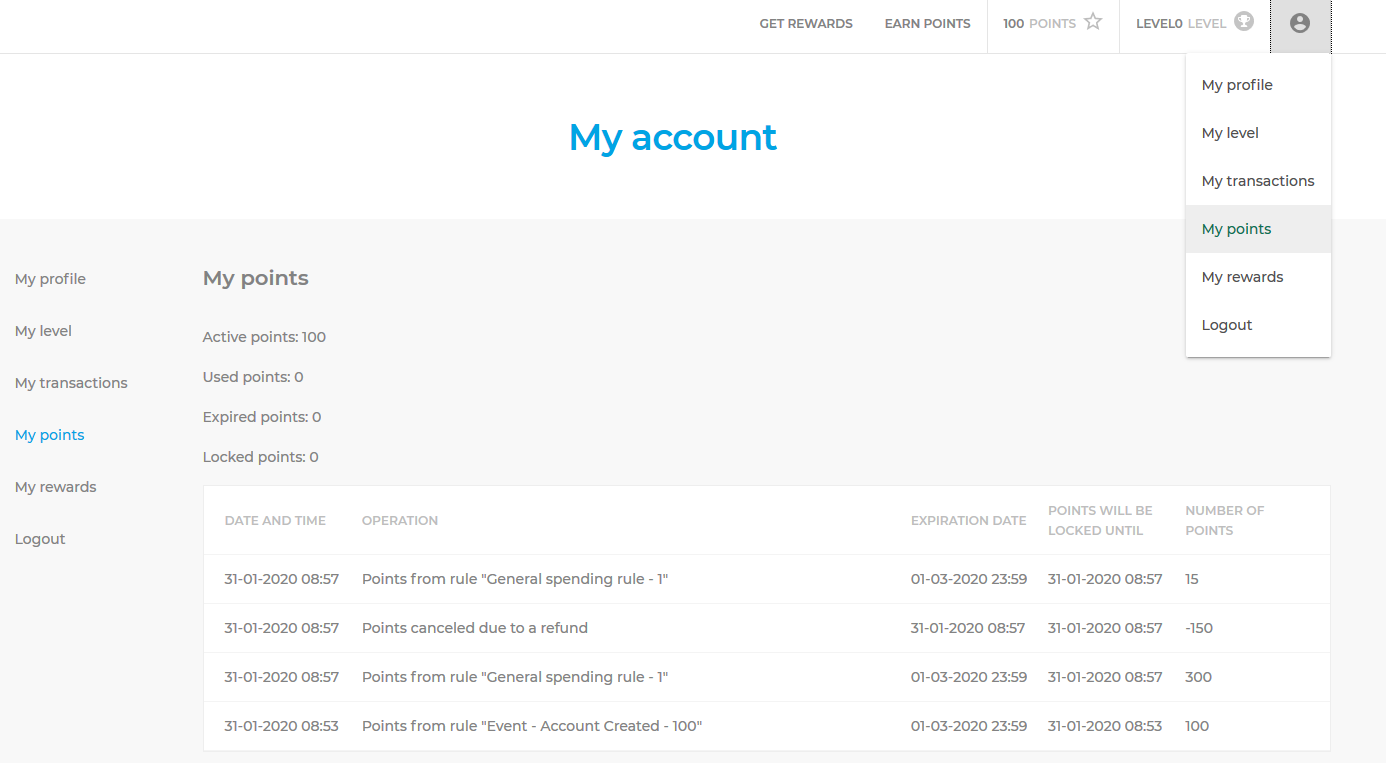 GET REWARDS EARN POINTS 100 POINTS LEVEL0 LEVEL
My profile
My level
My transactions
My points
My rewards
Logout
My account
My profile
My level
My transactions
My points
My rewards
Logout
My points
Active points: 100
Used points: 0
Expired points: 0
Locked points: 0
DATE AND TIME OPERATION EXPIRATION DATE POINTS WILL BE LOCKED UNTIL NUMBER OF POINTS
31-01-2020 08:57 Points from rule "General spending rule - 1" 01-03-2020 23:59 31-01-2020 08:57 15
31-01-2020 08:57 Points canceled due to a refund 31-01-2020 08:57 31-01-2020 08:57 -150
31-01-2020 08:57 Points from rule "General spending rule - 1" 01-03-2020 23:59 31-01-2020 08:57 300
31-01-2020 08:53 Points from rule "Event - Account Created - 100" 01-03-2020 23:59 31-01-2020 08:53 100